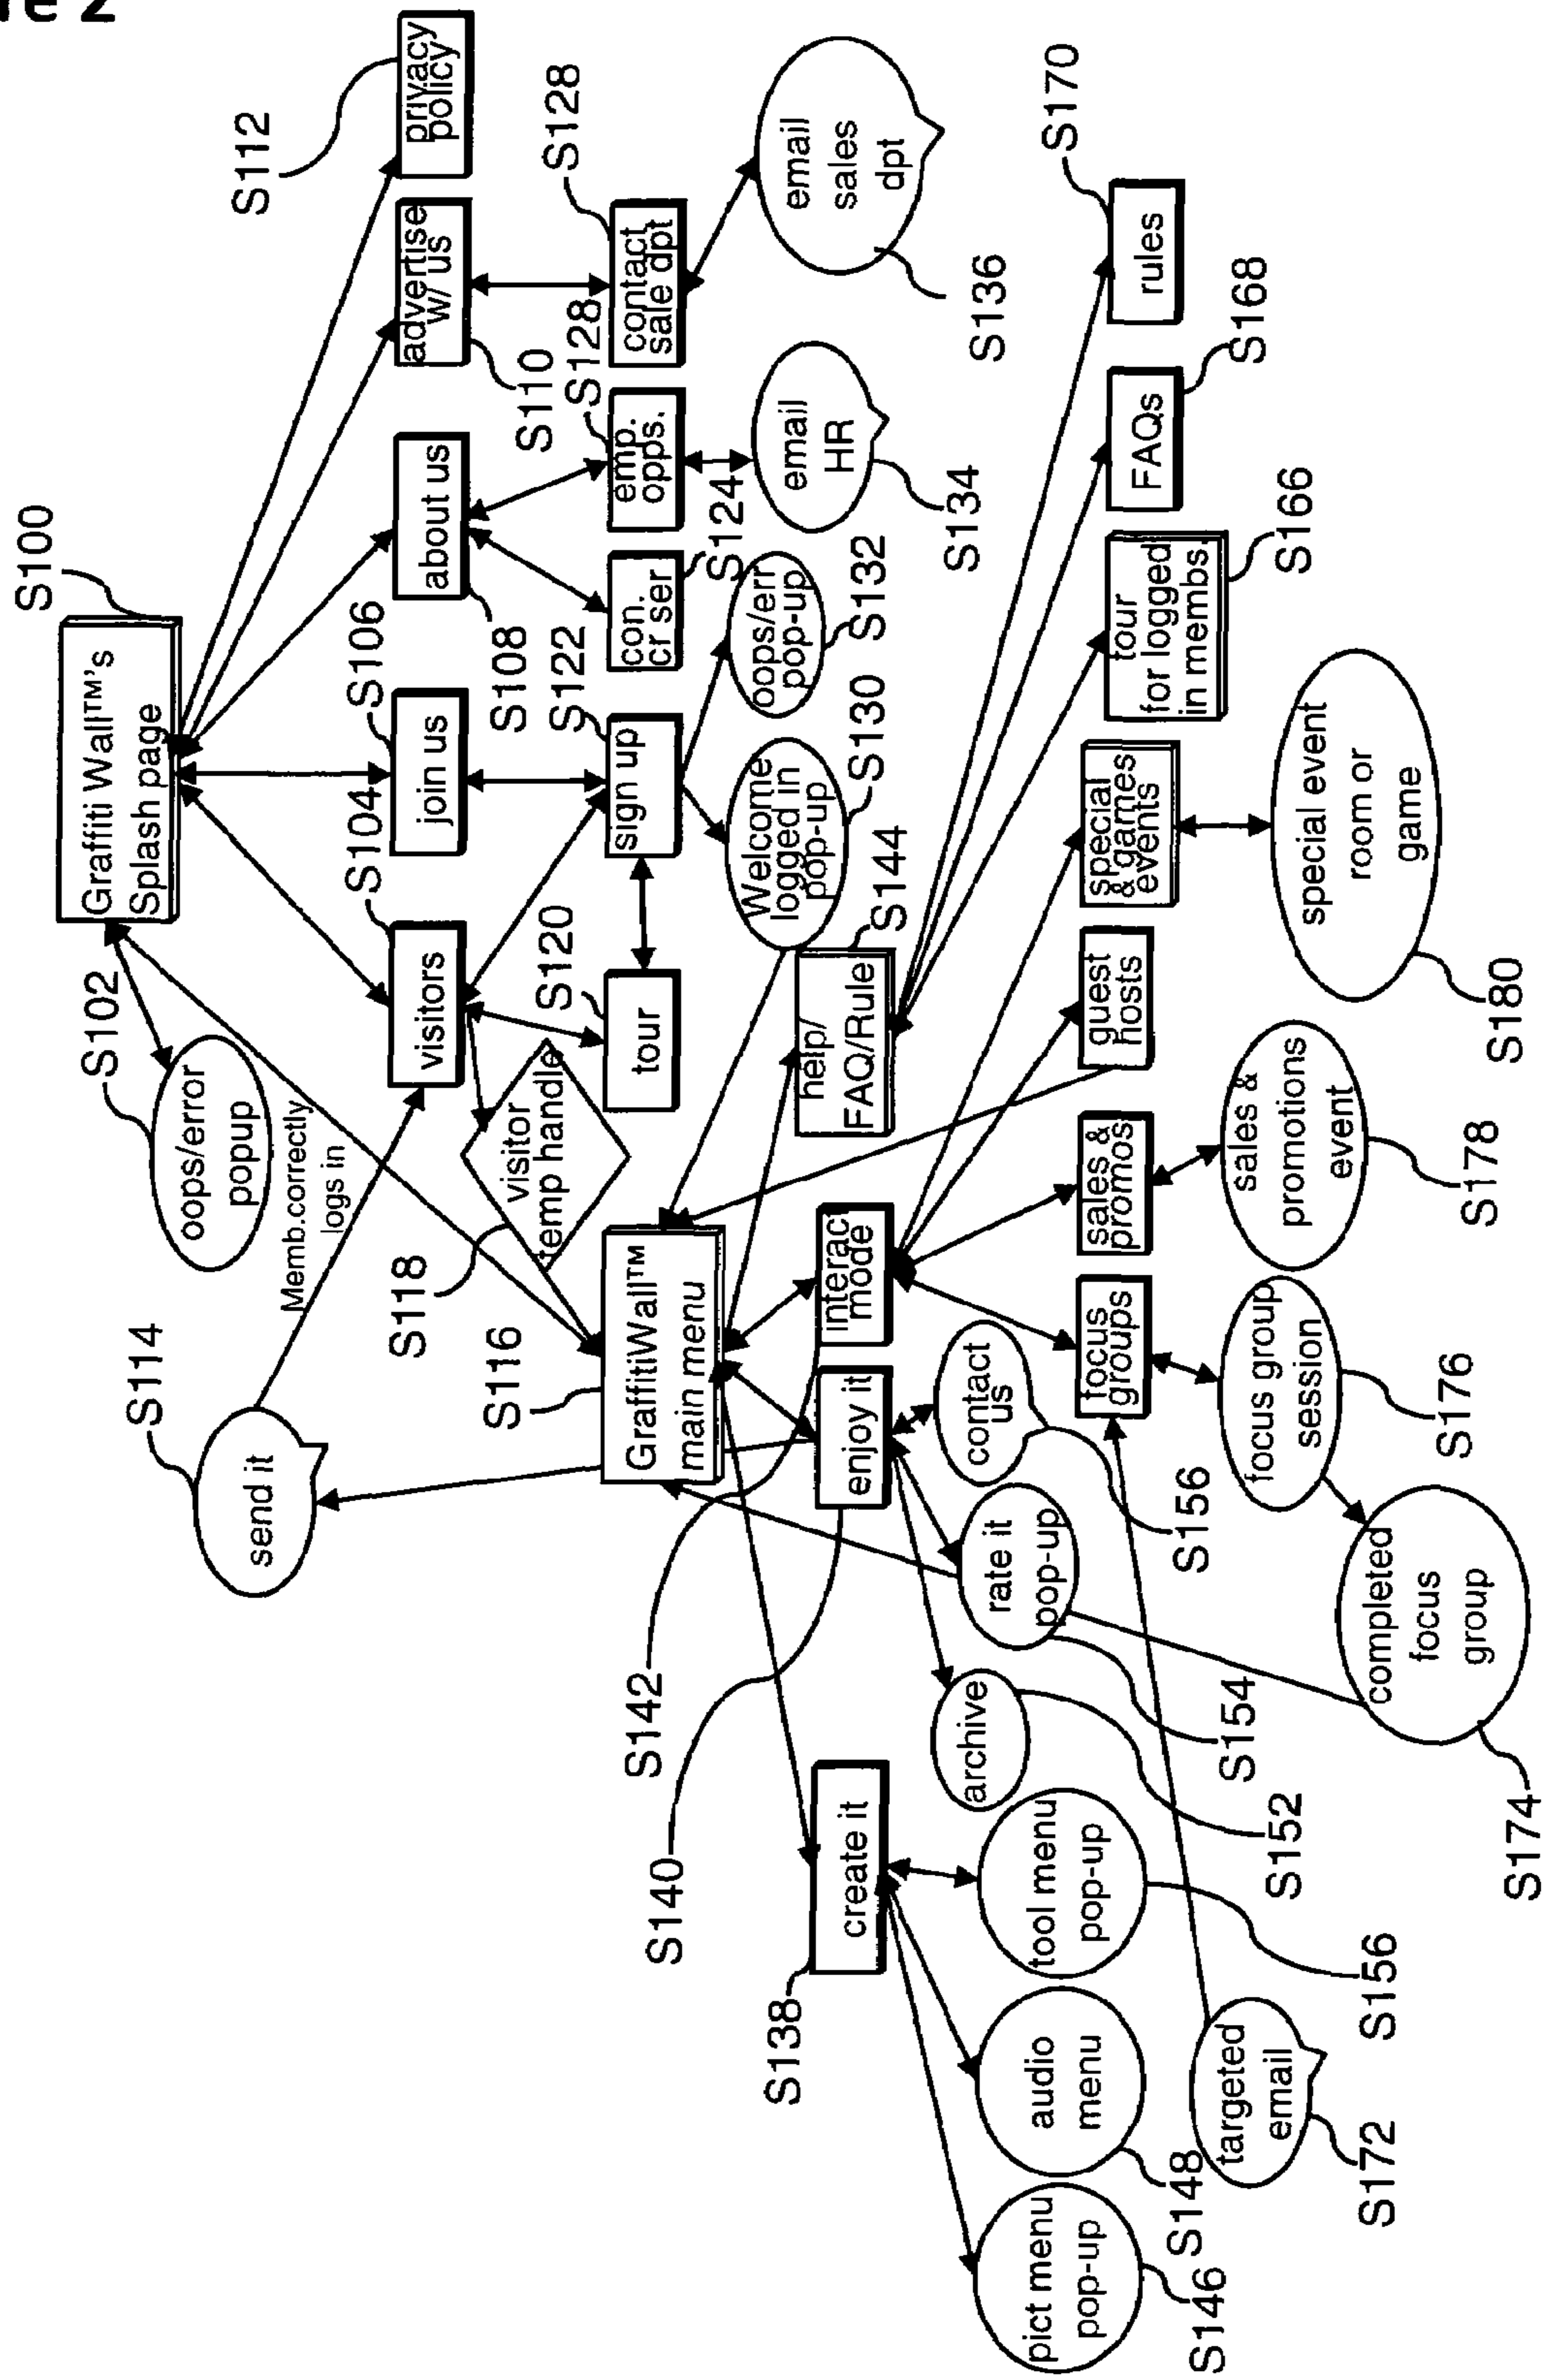 S100
Graffiti Wall™'s
Splash page
S102
oops/error
popup
S112
privacy
policy
advertise
w/ us
S110
about us
S108
S106
join us
S104
visitors
Memb.correctly
logs in
S114
send it
S128
contact
sale dpt
S128
emp.
opps.
S124
con.
cr ser
S122
sign up
S120
tour
visitor
temp handle
S118
S116
GraffitiWall™
main menu
email
sales
dpt
S136
email
HR
S134
oops/err
pop-up
S132
Welcome
logged in
pop-up
S130
S144
help/
FAQ/Rule
interact
mode
S142
enjoy it
S140
create it
S138
S170
rules
FAQs
S168
tour
for logged
in membs.
S166
special
& games
events
guest
hosts
sales &
promos
focus
groups
contact
us
S156
rate it
pop-up
S154
archive
S152
tool menu
pop-up
S156
audio
menu
S148
pict menu
pop-up
S146
special event
room or
game
S180
sales &
promotions
event
S178
focus group
session
S176
completed
focus
group
S174
targeted
email
S172